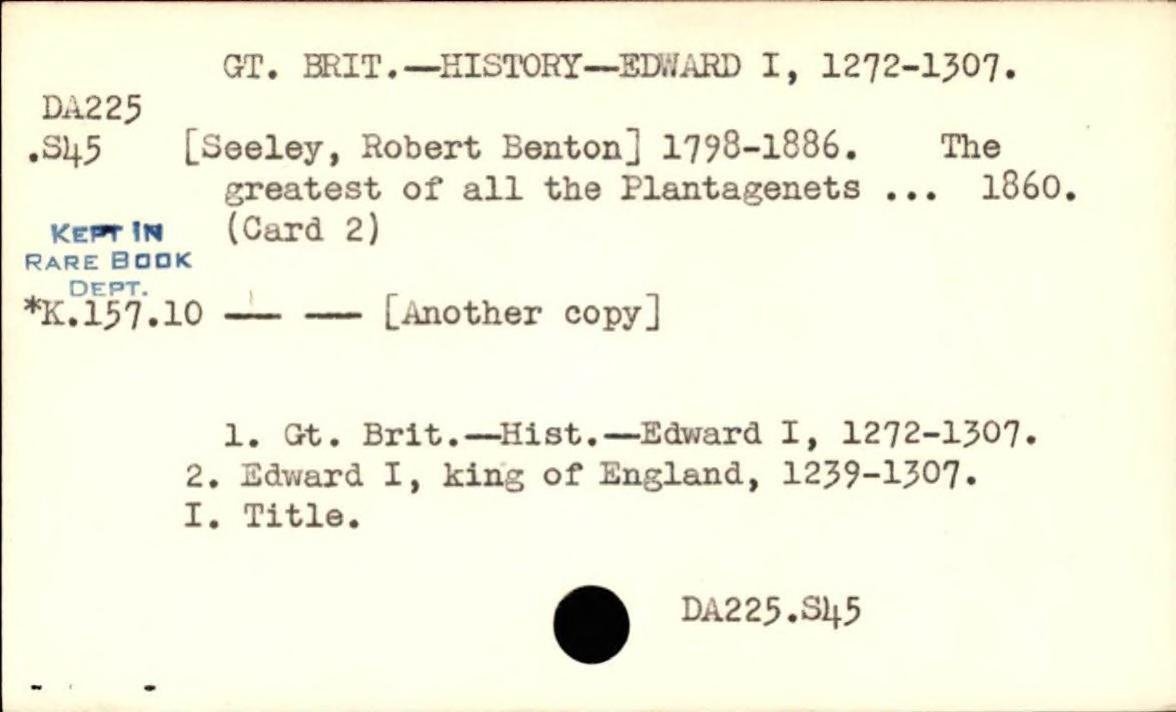 GT. BRIT.—HISTORY—EDWARD I, 1272-1307.
DA225
.S45 [Seeley, Robert Benton] 1798-1886. The
greatest of all the Plantagenets ... 1860.
(Card 2)
KEPT IN
RARE BOOK
DEPT.
*K.157.10 — — [Another copy]
1. Gt. Brit.—Hist.—Edward I, 1272-1307.
2. Edward I, king of England, 1239-1307.
I. Title.
DA225.S45